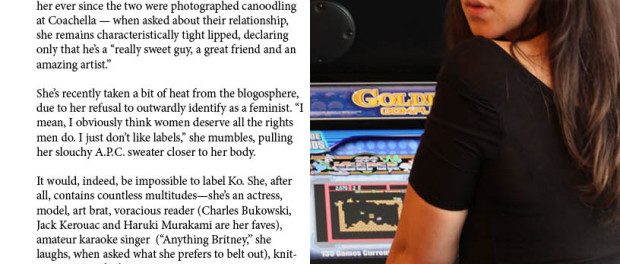 her ever since the two were photographed canoodling
at Coachella — when asked about their relationship,
she remains characteristically tight lipped, declaring
only that he's a “really sweet guy, a great friend and an
amazing artist.”
She's recently taken a bit of heat from the blogosphere,
due to her refusal to outwardly identify as a feminist. “I
mean, I obviously think women deserve all the rights
men do. I just don't like labels,” she mumbles, pulling
her slouchy A.P.C. sweater closer to her body.
It would, indeed, be impossible to label Ko. She, after
all, contains countless multitudes—she's an actress,
model, art brat, voracious reader (Charles Bukowski,
Jack Kerouac and Haruki Murakami are her faves),
amateur karaoke singer  (“Anything Britney,” she
laughs, when asked what she prefers to belt out), knit-
Games